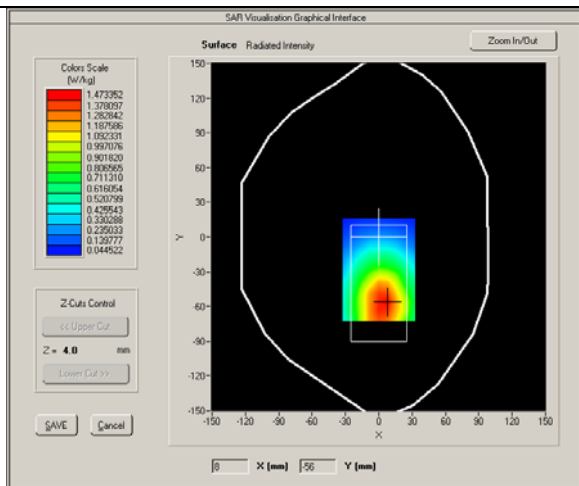 SAR Visualisation Graphical Interface
Surface Radiated Intensity
Zoom In/Out
Colors Scale
(W/kg)
1.473352
1.378097
1.282842
1.187586
1.092331
0.997076
0.901820
0.806565
0.711310
0.616054
0.520799
0.425543
0.330288
0.235033
0.139777
0.044522
Z-Cuts Control
<< Upper Cut
Z = 4.0 mm
Lower Cut >>
SAVE Cancel
150
120
90
60
30
0
-30
-60
-90
-120
-150
Y
-150 -120 -90 -60 -30 0 30 60 90 120 150
X
8 X (mm) -56 Y (mm)